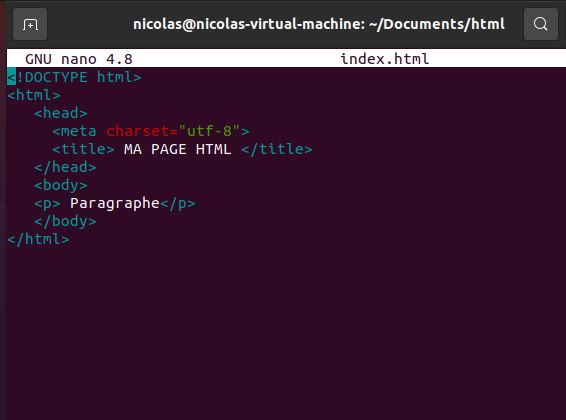 nicolas@nicolas-virtual-machine: ~/Documents/html
GNU nano 4.8 index.html
<!DOCTYPE html>
<html>
<head>
<meta charset="utf-8">
<title> MA PAGE HTML </title>
</head>
<body>
<p> Paragraphe</p>
</body>
</html>